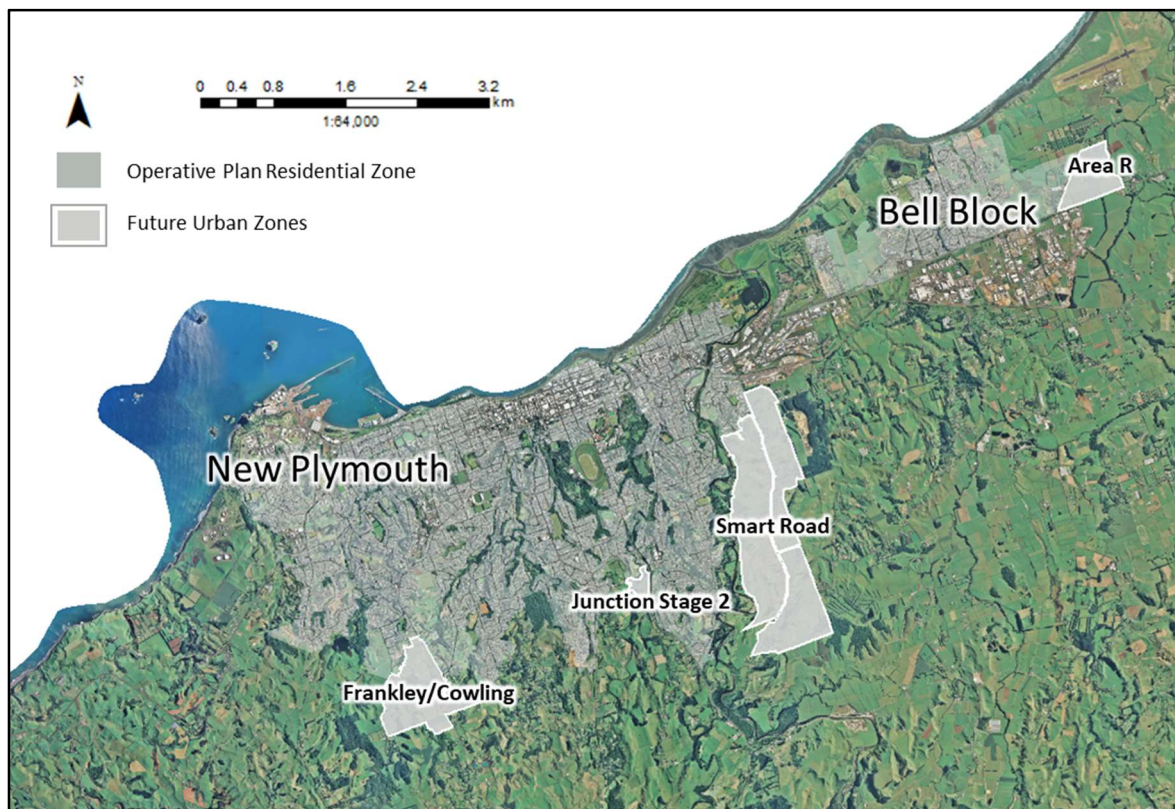 N
0 0.4 0.8 1.6 2.4 3.2
km
1:64,000
Operative Plan Residential Zone
Future Urban Zones
Area R
Bell Block
New Plymouth
Smart Road
Junction Stage 2
Frankley/Cowling